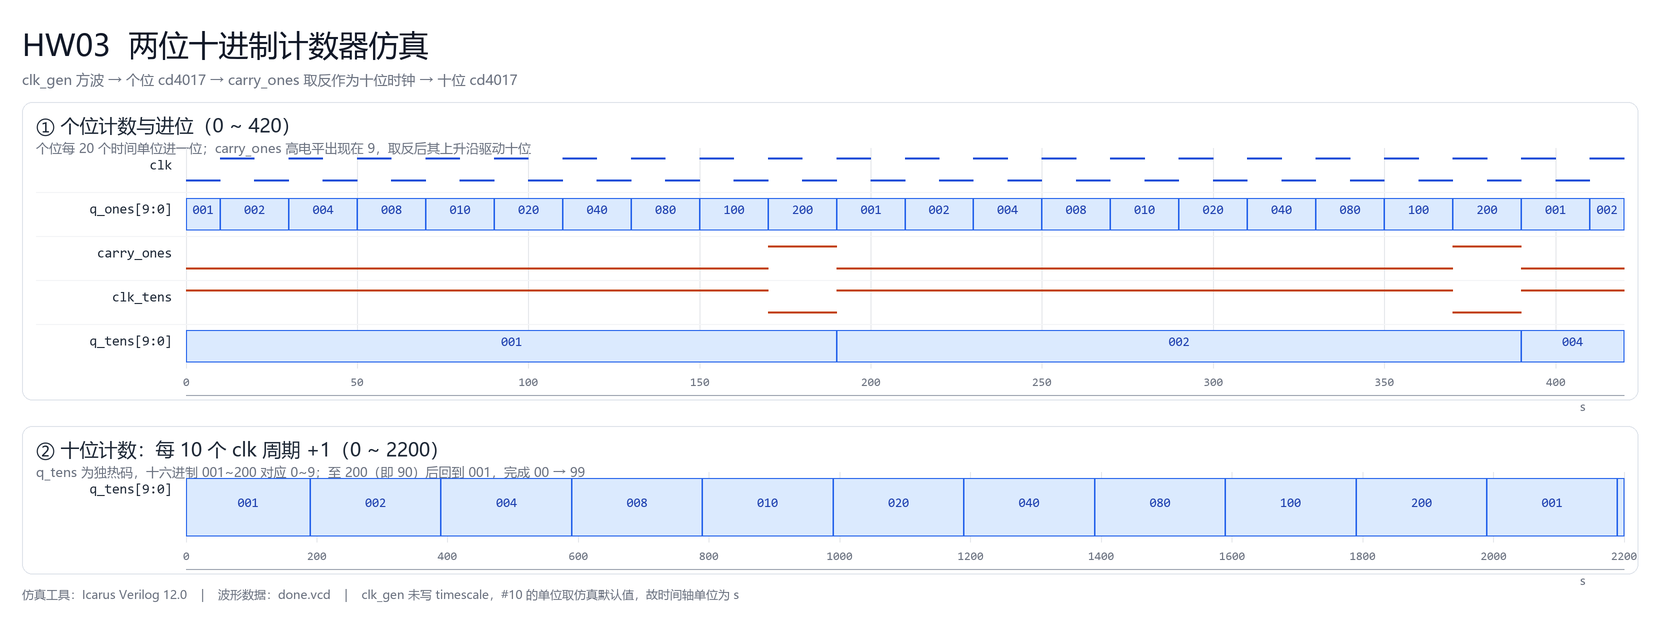 HW03 两位十进制计数器仿真
clk_gen 方波 → 个位 cd4017 → carry_ones 取反作为十位时钟 → 十位 cd4017
① 个位计数与进位（0 ~ 420）
个位每 20 个时间单位进一位；carry_ones 高电平出现在 9，取反后其上升沿驱动十位
clk
q_ones[9:0] 001 002 004 008 010 020 040 080 100 200 001 002 004 008 010 020 040 080 100 200 001 002
carry_ones
clk_tens
q_tens[9:0] 001 002 004
0 50 100 150 200 250 300 350 400
s
② 十位计数：每 10 个 clk 周期 +1（0 ~ 2200）
q_tens 为独热码，十六进制 001~200 对应 0~9；至 200（即 90）后回到 001，完成 00 → 99
q_tens[9:0] 001 002 004 008 010 020 040 080 100 200 001
0 200 400 600 800 1000 1200 1400 1600 1800 2000 2200
s
仿真工具：Icarus Verilog 12.0 | 波形数据：done.vcd | clk_gen 未写 timescale，#10 的单位取仿真默认值，故时间轴单位为 s